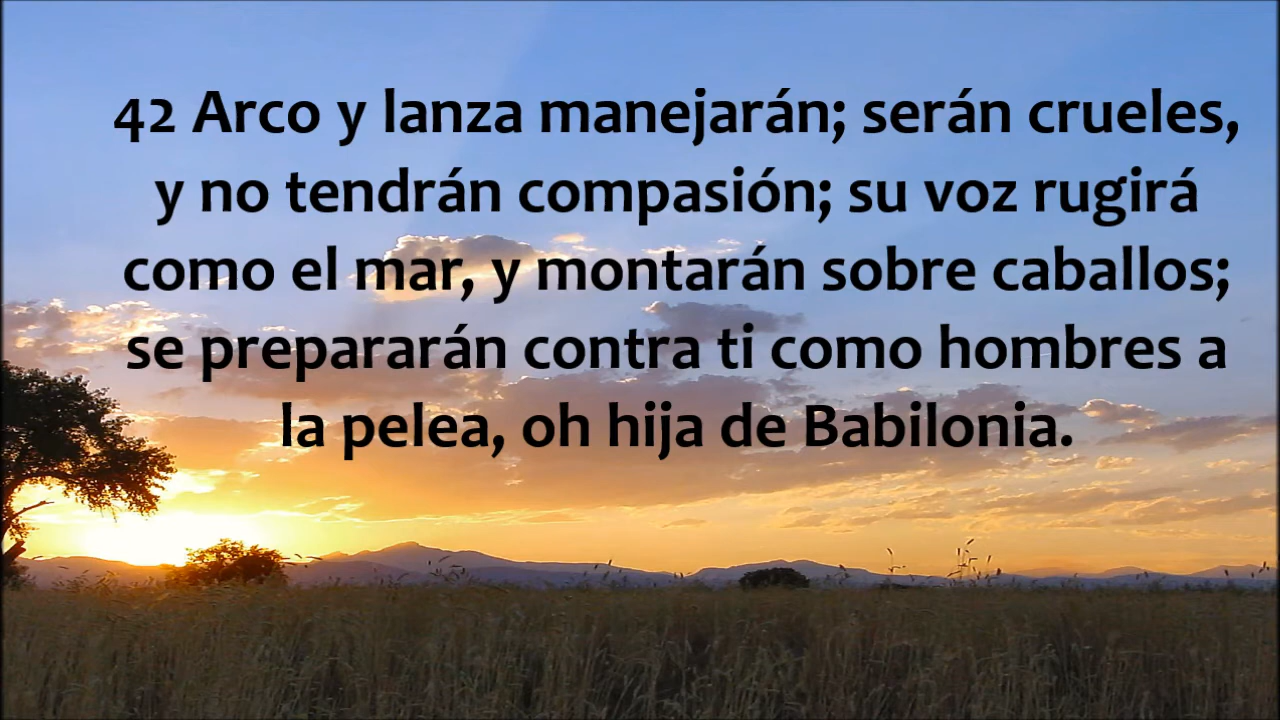 42 Arco y lanza manejarán; serán crueles,
y no tendrán compasión; su voz rugirá
como el mar, y montarán sobre caballos;
se prepararán contra ti como hombres a
la pelea, oh hija de Babilonia.